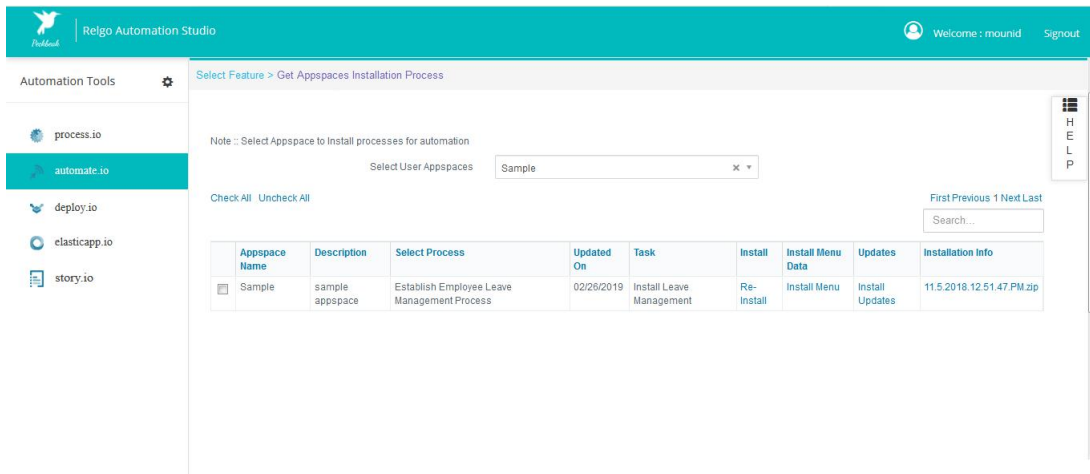 Relgo Automation Studio
Welcome : mounid Signout
Automation Tools
Select Feature > Get Appspaces Installation Process
process.io
automate.io
deploy.io
elasticapp.io
story.io
HELP
Note :: Select Appspace to Install processes for automation
Select User Appspaces Sample
Check All Uncheck All
First Previous 1 Next Last
Search...
Appspace Name Description Select Process Updated On Task Install Install Menu Data Updates Installation Info
Sample sample appspace Establish Employee Leave Management Process 02/26/2019 Install Leave Management Re-Install Install Menu Install Updates 11.5.2018.12.51.47.PM.zip